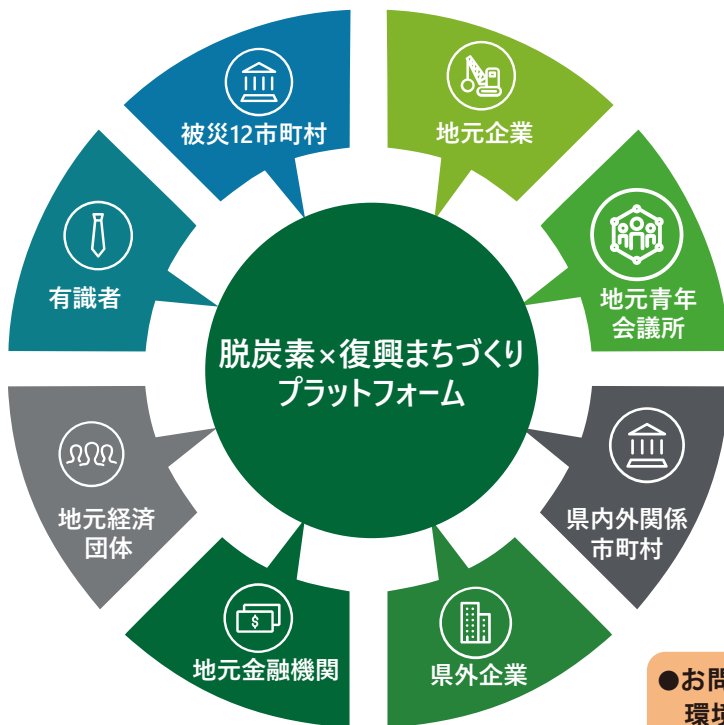 被災12市町村
地元企業
有識者
地元青年
会議所
脱炭素×復興まちづくり
プラットフォーム
地元経済
団体
県内外関係
市町村
地元金融機関
$
県外企業
●お問
環境